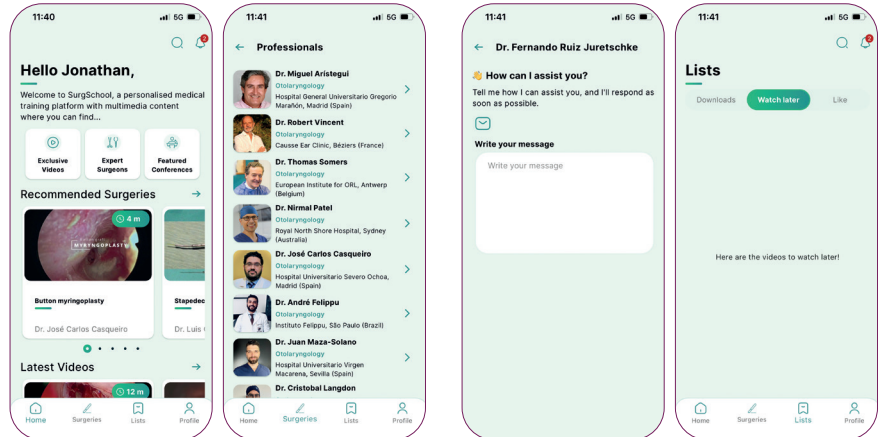 11:40
5G
2
Hello Jonathan,
Welcome to SurgSchool, a personalised medical
training platform with multimedia content
where you can find...
Exclusive
Videos
Expert
Surgeons
Featured
Conferences
Recommended Surgeries
4 m
MYRYNGOPLASTY
Button myringoplasty
Dr. José Carlos Casqueiro
Stapedec
Dr. Luis
Latest Videos
12 m
Home
Surgeries
Lists
Profile
11:41
5G
Professionals
Dr. Miguel Arístegui
Otolaryngology
Hospital General Universitario Gregorio
Marañón, Madrid (Spain)
Dr. Robert Vincent
Otolaryngology
Causse Ear Clinic, Béziers (France)
Dr. Thomas Somers
Otolaryngology
European Institute for ORL, Antwerp
(Belgium)
Dr. Nirmal Patel
Otolaryngology
Royal North Shore Hospital, Sydney
(Australia)
Dr. José Carlos Casqueiro
Otolaryngology
Hospital Universitario Severo Ochoa,
Madrid (Spain)
Dr. André Felippu
Otolaryngology
Instituto Felippu, São Paulo (Brazil)
Dr. Juan Maza-Solano
Otolaryngology
Hospital Universitario Virgen
Macarena, Sevilla (Spain)
Dr. Cristobal Langdon
Home
Surgeries
Lists
Profile
11:41
5G
Dr. Fernando Ruiz Juretschke
👋 How can I assist you?
Tell me how I can assist you, and I'll respond as
soon as possible.
Write your message
Write your message
11:41
5G
2
Lists
Downloads
Watch later
Like
Here are the videos to watch later!
Home
Surgeries
Lists
Profile